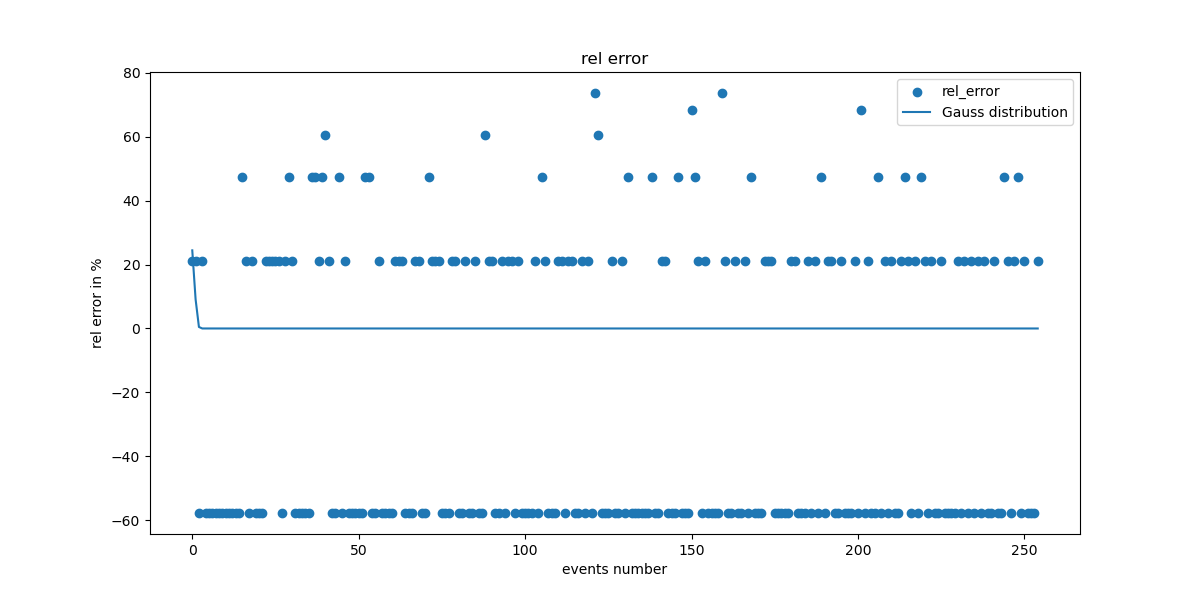 rel error
rel_error
Gauss distribution
80
60
40
20
0
−20
−40
−60
rel error in %
0
50
100
150
200
250
events number